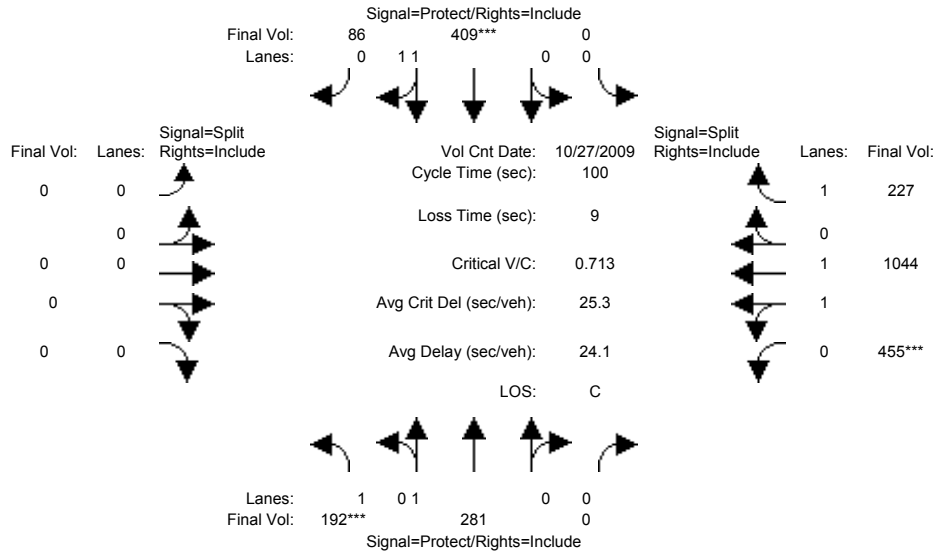 Signal=Protect/Rights=Include
Final Vol: 86 409*** 0
Lanes: 0 1 1 0 0
Signal=Split Signal=Split
Final Vol: Lanes: Rights=Include Vol Cnt Date: 10/27/2009 Rights=Include Lanes: Final Vol:
Cycle Time (sec): 100
0 0 1 227
Loss Time (sec): 9
0 0
0 0 Critical V/C: 0.713 1 1044
0 Avg Crit Del (sec/veh): 25.3 1
0 0 Avg Delay (sec/veh): 24.1 0 455***
LOS: C
Lanes: 1 0 1 0 0
Final Vol: 192*** 281 0
Signal=Protect/Rights=Include